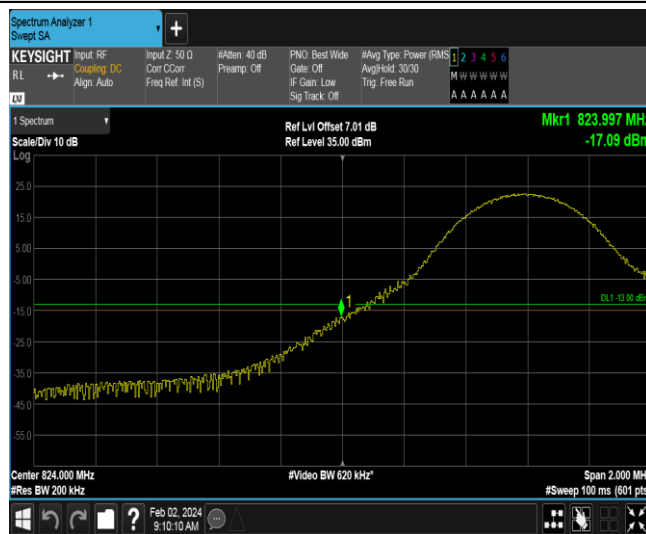 Spectrum Analyzer 1
Swept SA
+
KEYSIGHT
RL
LXI
Input: RF
Coupling: DC
Align: Auto
Input Z: 50 Ω
Corr CCorr
Freq Ref: Int (S)
#Atten: 40 dB
Preamp: Off
PNO: Best Wide
Gate: Off
IF Gain: Low
Sig Track: Off
#Avg Type: Power (RMS
Avg|Hold: 30/30
Trig: Free Run
1 2 3 4 5 6
M W W W W W
A A A A A A
1 Spectrum
Scale/Div 10 dB
Log
Ref Lvl Offset 7.01 dB
Ref Level 35.00 dBm
Mkr1 823.997 MH
-17.09 dBn
25.0
15.0
5.00
-5.00
-15.0
-25.0
-35.0
-45.0
-55.0
1
DL1 -13.00 dBr
Center 824.000 MHz
#Res BW 200 kHz
#Video BW 620 kHz*
Span 2.000 MH
#Sweep 100 ms (601 pts
?
Feb 02, 2024
9:10:10 AM